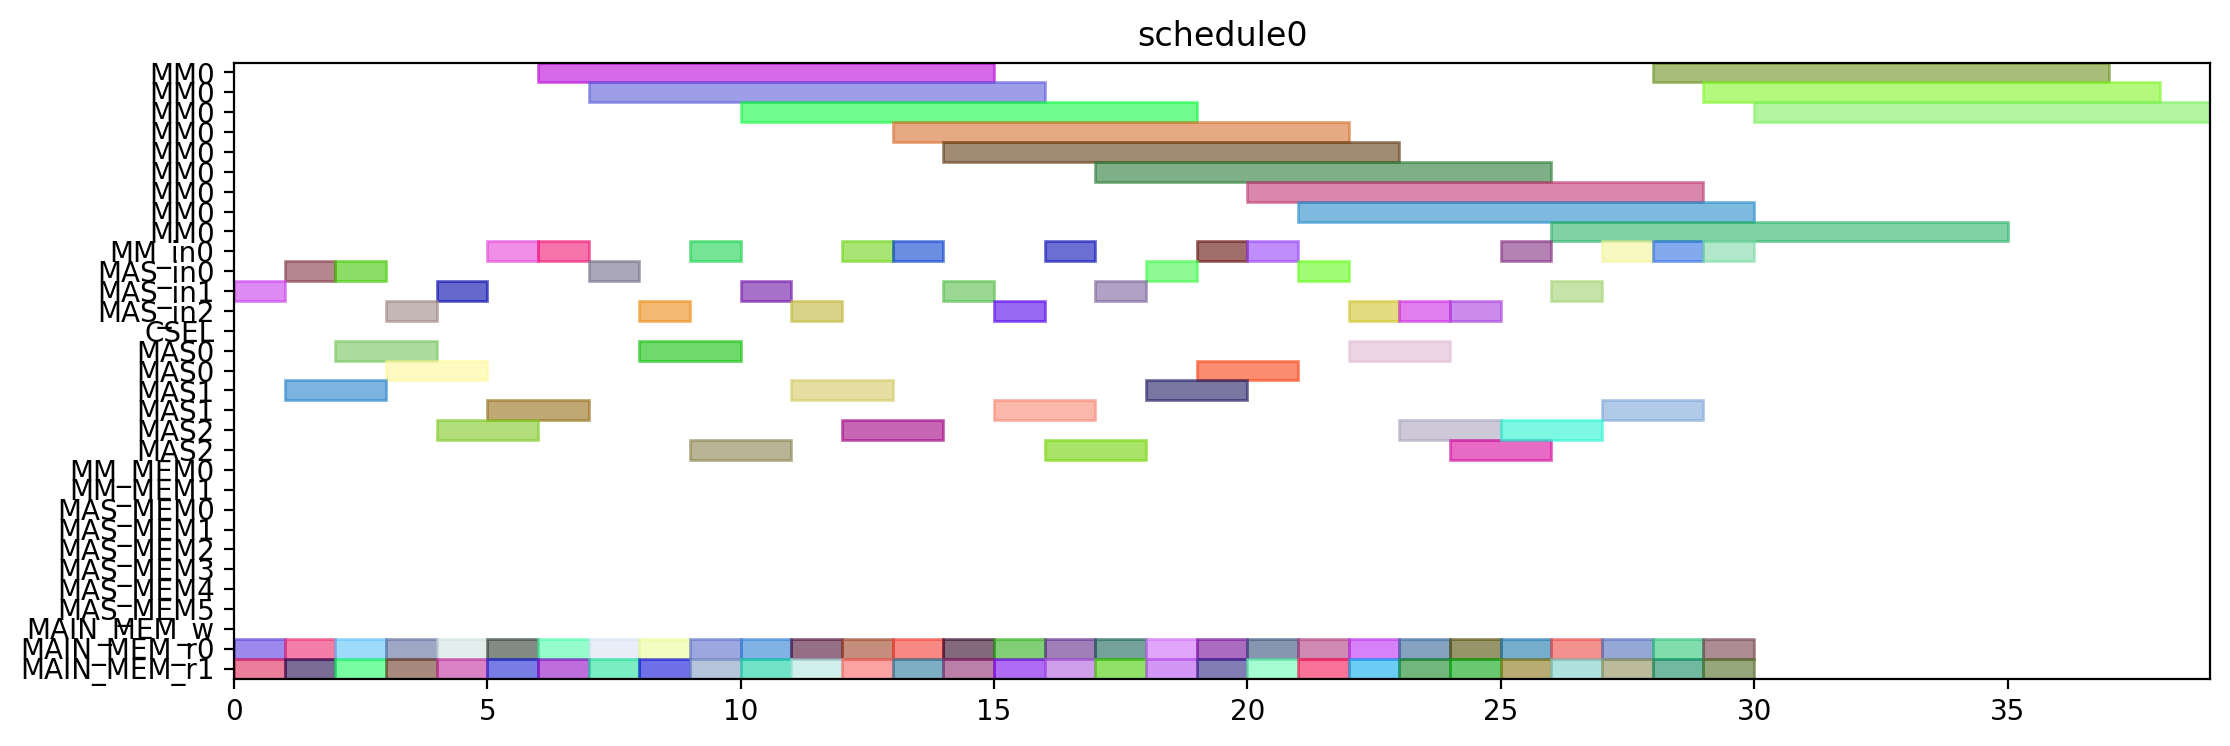 schedule0
MM0
MM0
MM0
MM0
MM0
MM0
MM0
MM0
MM0
MM_in0
MAS_in0
MAS_in1
MAS_in2
CSEL
MAS0
MAS0
MAS1
MAS1
MAS2
MAS2
MM_MEM0
MM_MEM1
MAS_MEM0
MAS_MEM1
MAS_MEM2
MAS_MEM3
MAS_MEM4
MAS_MEM5
MAIN_MEM_w
MAIN_MEM_r0
MAIN_MEM_r1
0 5 10 15 20 25 30 35